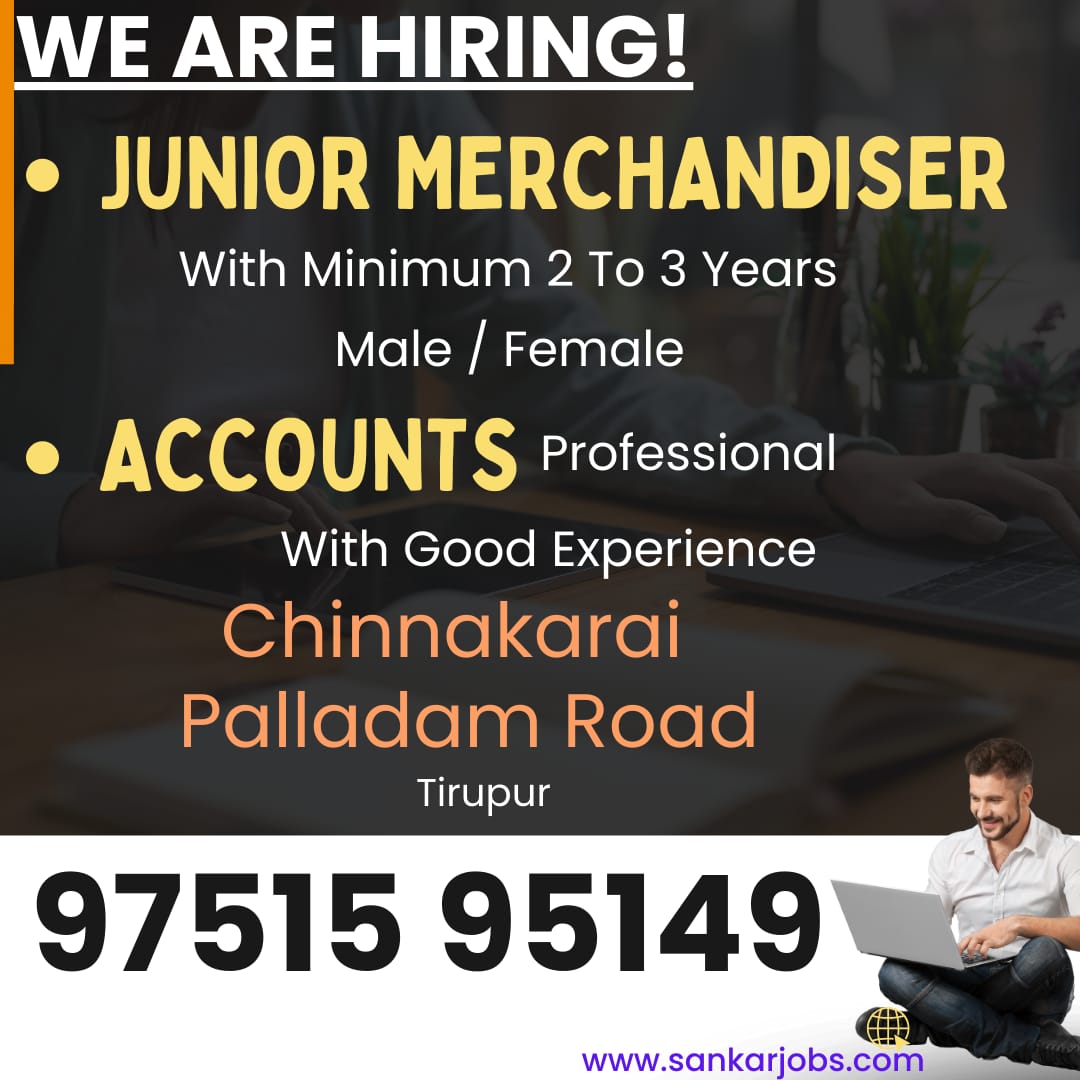 WE ARE HIRING!
• JUNIOR MERCHANDISER
With Minimum 2 To 3 Years
Male / Female
• ACCOUNTS Professional
With Good Experience
Chinnakarai
Palladam Road
Tirupur
97515 95149
www.sankarjobs.com